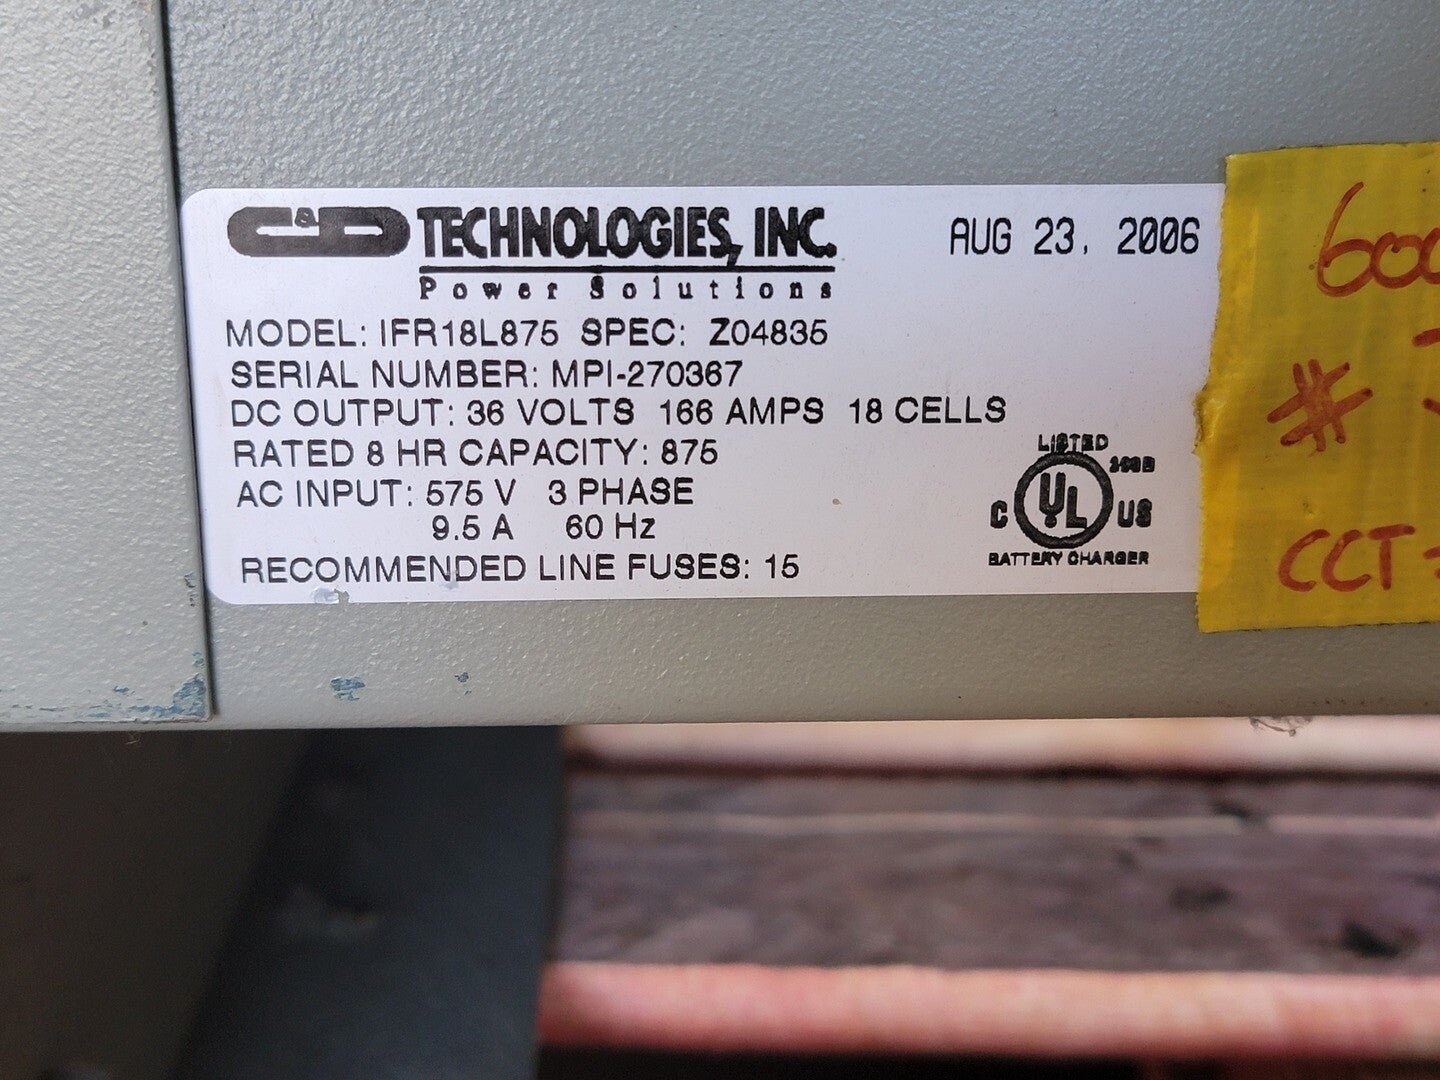 C&D TECHNOLOGIES, INC.
Power Solutions
AUG 23, 2006
MODEL: IFR18L875 SPEC: Z04835
SERIAL NUMBER: MPI-270367
DC OUTPUT: 36 VOLTS 166 AMPS 18 CELLS
RATED 8 HR CAPACITY: 875
AC INPUT: 575 V 3 PHASE
9.5 A 60 Hz
RECOMMENDED LINE FUSES: 15
LISTED
C UL US
BATTERY CHARGER
600
#
CCT